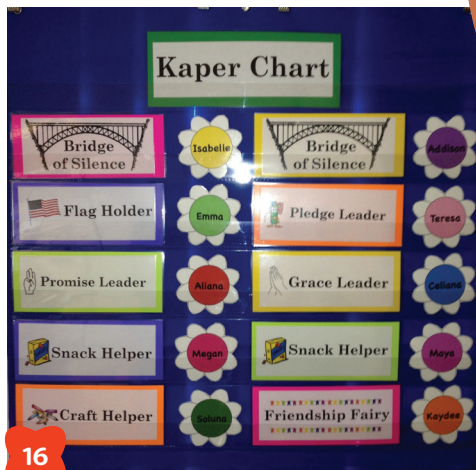 Kaper Chart
Bridge
of Silence
Isabelle
Bridge
of Silence
Addison
Flag Holder
Emma
Pledge Leader
Teresa
Promise Leader
Aliana
Grace Leader
Celiana
Snack Helper
Megan
Snack Helper
Maya
Craft Helper
Soluna
Friendship Fairy
Kaydee
16